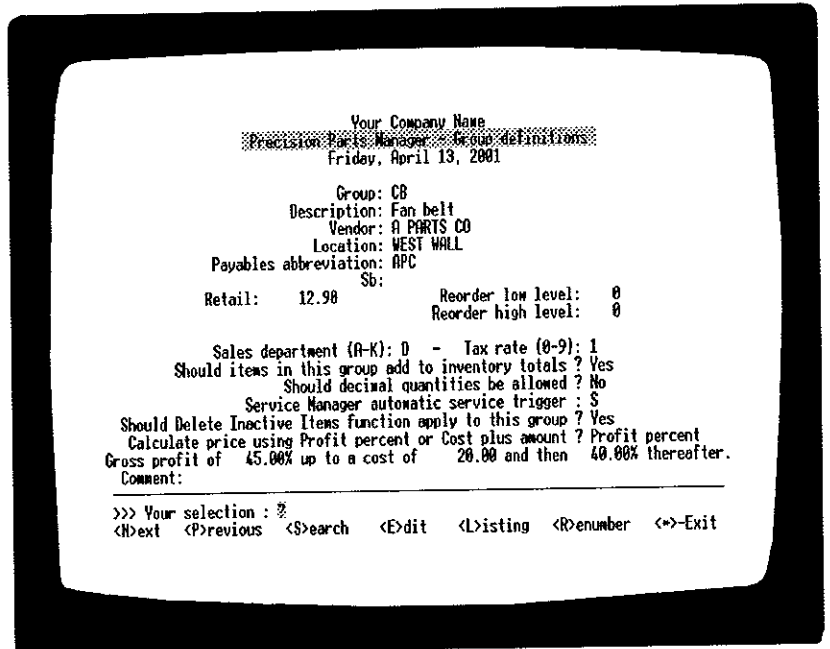 Your Company Name
Precision Parts Manager - Group definitions
Friday, April 13, 2001
Group: CB
Description: Fan belt
Vendor: A PARTS CO
Location: WEST WALL
Payables abbreviation: APC
Sb:
Retail: 12.90 Reorder low level: 0
Reorder high level: 0
Sales department (A-K): D - Tax rate (0-9): 1
Should items in this group add to inventory totals ? Yes
Should decimal quantities be allowed ? No
Service Manager automatic service trigger : S
Should Delete Inactive Items function apply to this group ? Yes
Calculate price using Profit percent or Cost plus amount ? Profit percent
Gross profit of 45.00% up to a cost of 20.00 and then 40.00% thereafter.
Comment:
>>> Your selection : ?
<N>ext <P>revious <S>earch <E>dit <L>isting <R>enumber <*>-Exit